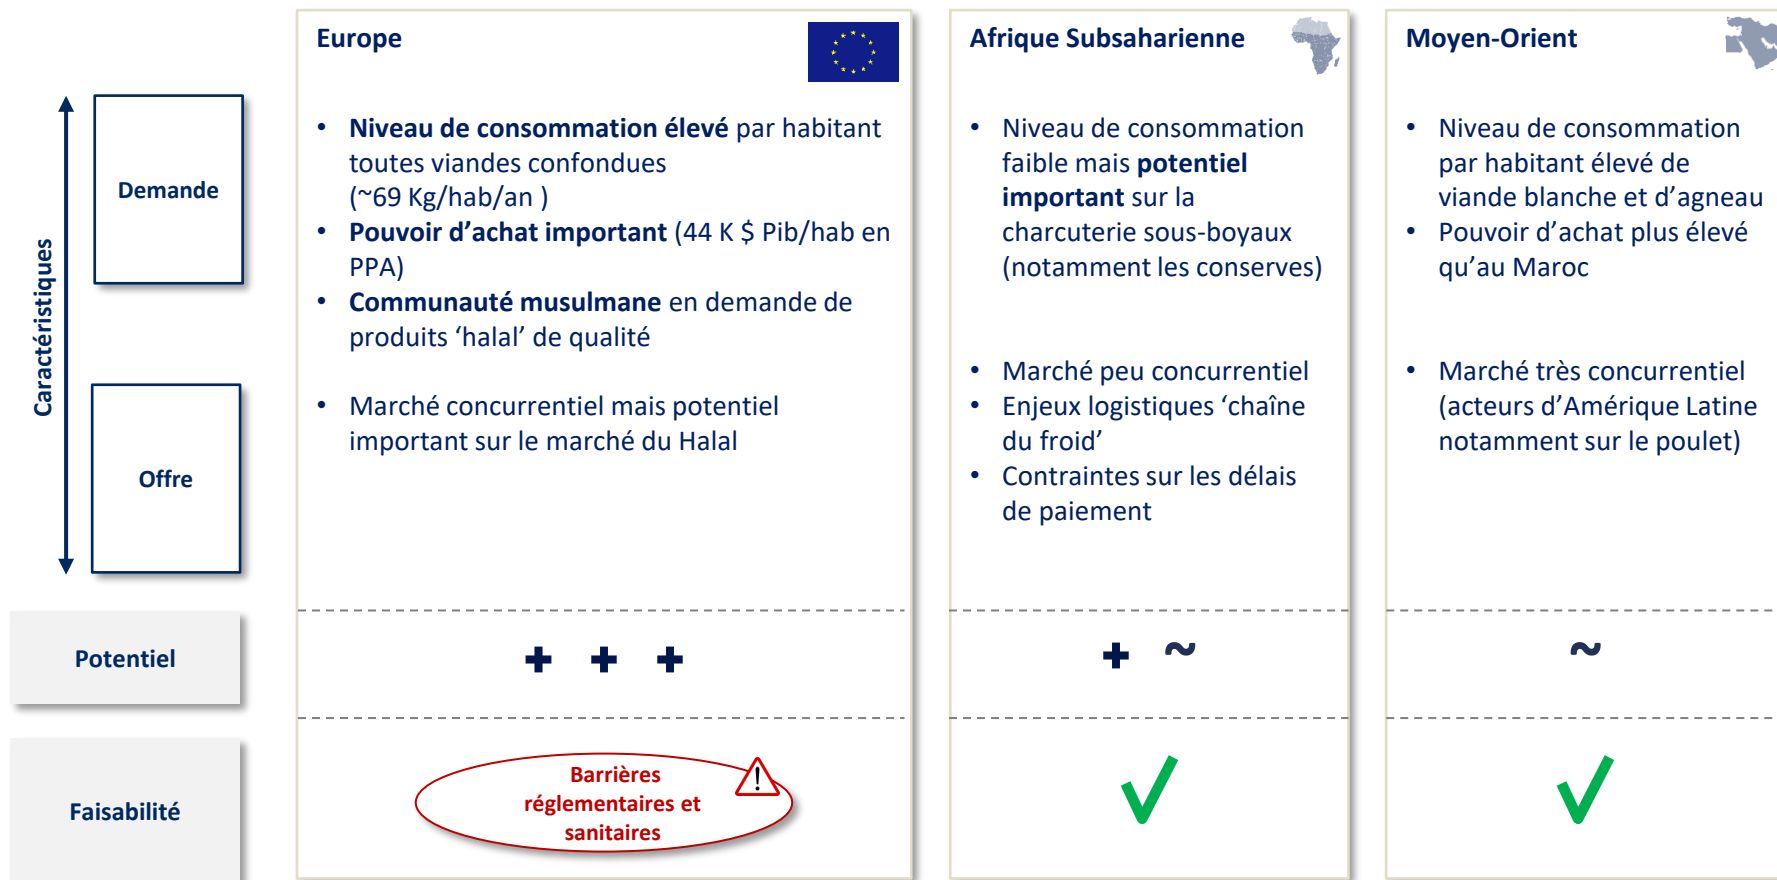 Caractéristiques
Demande
Offre
Potentiel
Faisabilité
Europe
• Niveau de consommation élevé par habitant
toutes viandes confondues
(~69 Kg/hab/an )
• Pouvoir d’achat important (44 K $ Pib/hab en
PPA)
• Communauté musulmane en demande de
produits ‘halal’ de qualité
• Marché concurrentiel mais potentiel
important sur le marché du Halal
+ + +
Barrières
réglementaires et
sanitaires
!
Afrique Subsaharienne
• Niveau de consommation
faible mais potentiel
important sur la
charcuterie sous-boyaux
(notamment les conserves)
• Marché peu concurrentiel
• Enjeux logistiques ‘chaîne
du froid’
• Contraintes sur les délais
de paiement
+ ~
Moyen-Orient
• Niveau de consommation
par habitant élevé de
viande blanche et d’agneau
• Pouvoir d’achat plus élevé
qu’au Maroc
• Marché très concurrentiel
(acteurs d’Amérique Latine
notamment sur le poulet)
~